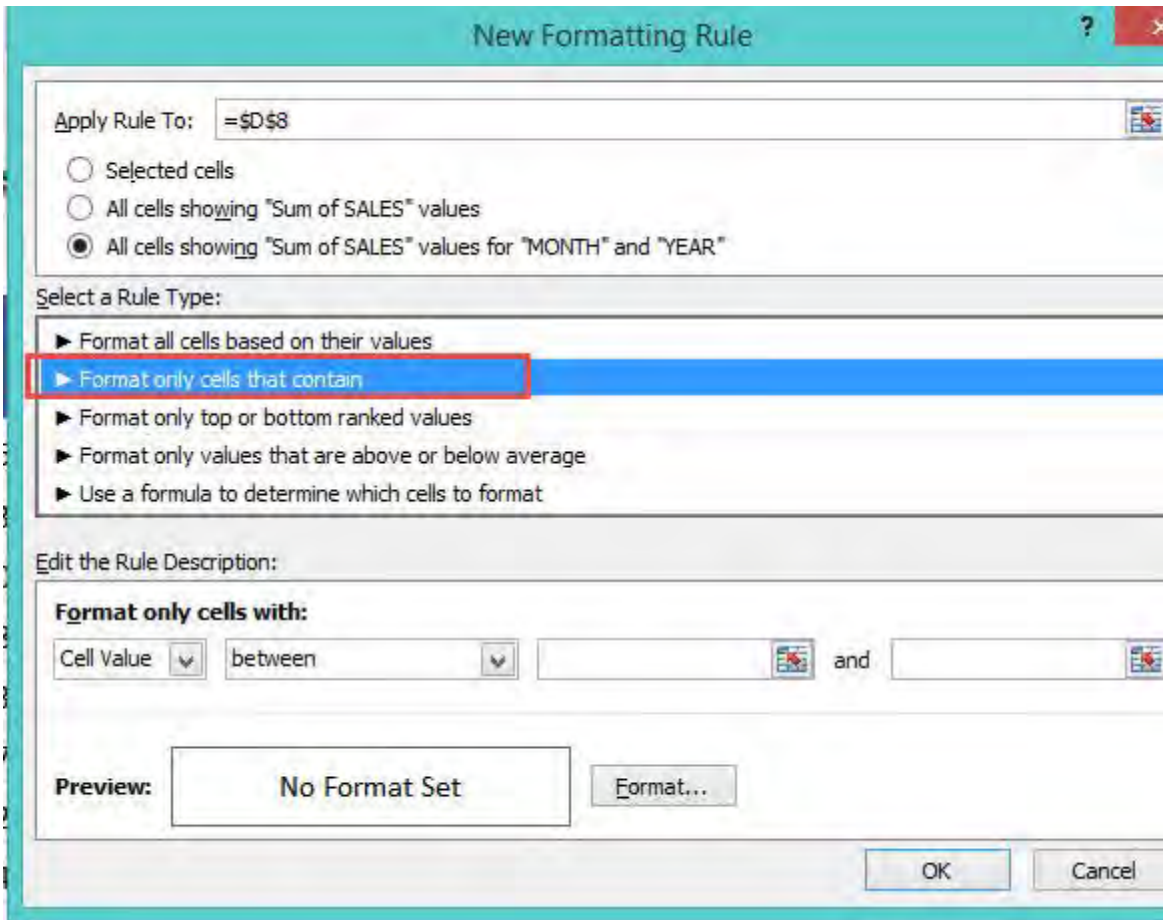 New Formatting Rule ?
Apply Rule To: =$D$8
Selected cells
All cells showing "Sum of SALES" values
All cells showing "Sum of SALES" values for "MONTH" and "YEAR"
Select a Rule Type:
► Format all cells based on their values
► Format only cells that contain
► Format only top or bottom ranked values
► Format only values that are above or below average
► Use a formula to determine which cells to format
Edit the Rule Description:
Format only cells with:
Cell Value between and
Preview: No Format Set Format...
OK Cancel